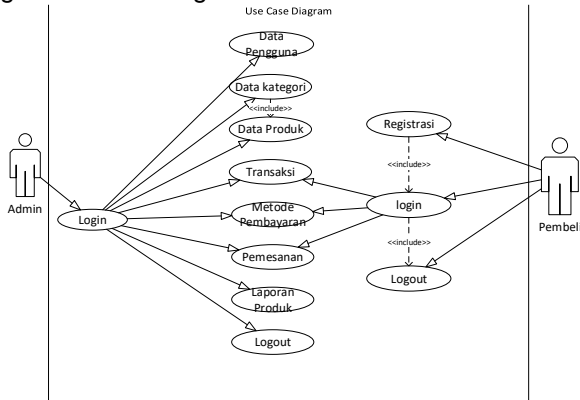 Use Case Diagram
Data
Pengguna
Data kategori
<<include>>
Data Produk
Transaksi
Metode
Pembayaran
Pemesanan
Laporan
Produk
Logout
Admin
Login
Registrasi
<<include>>
login
<<include>>
Logout
Pembeli